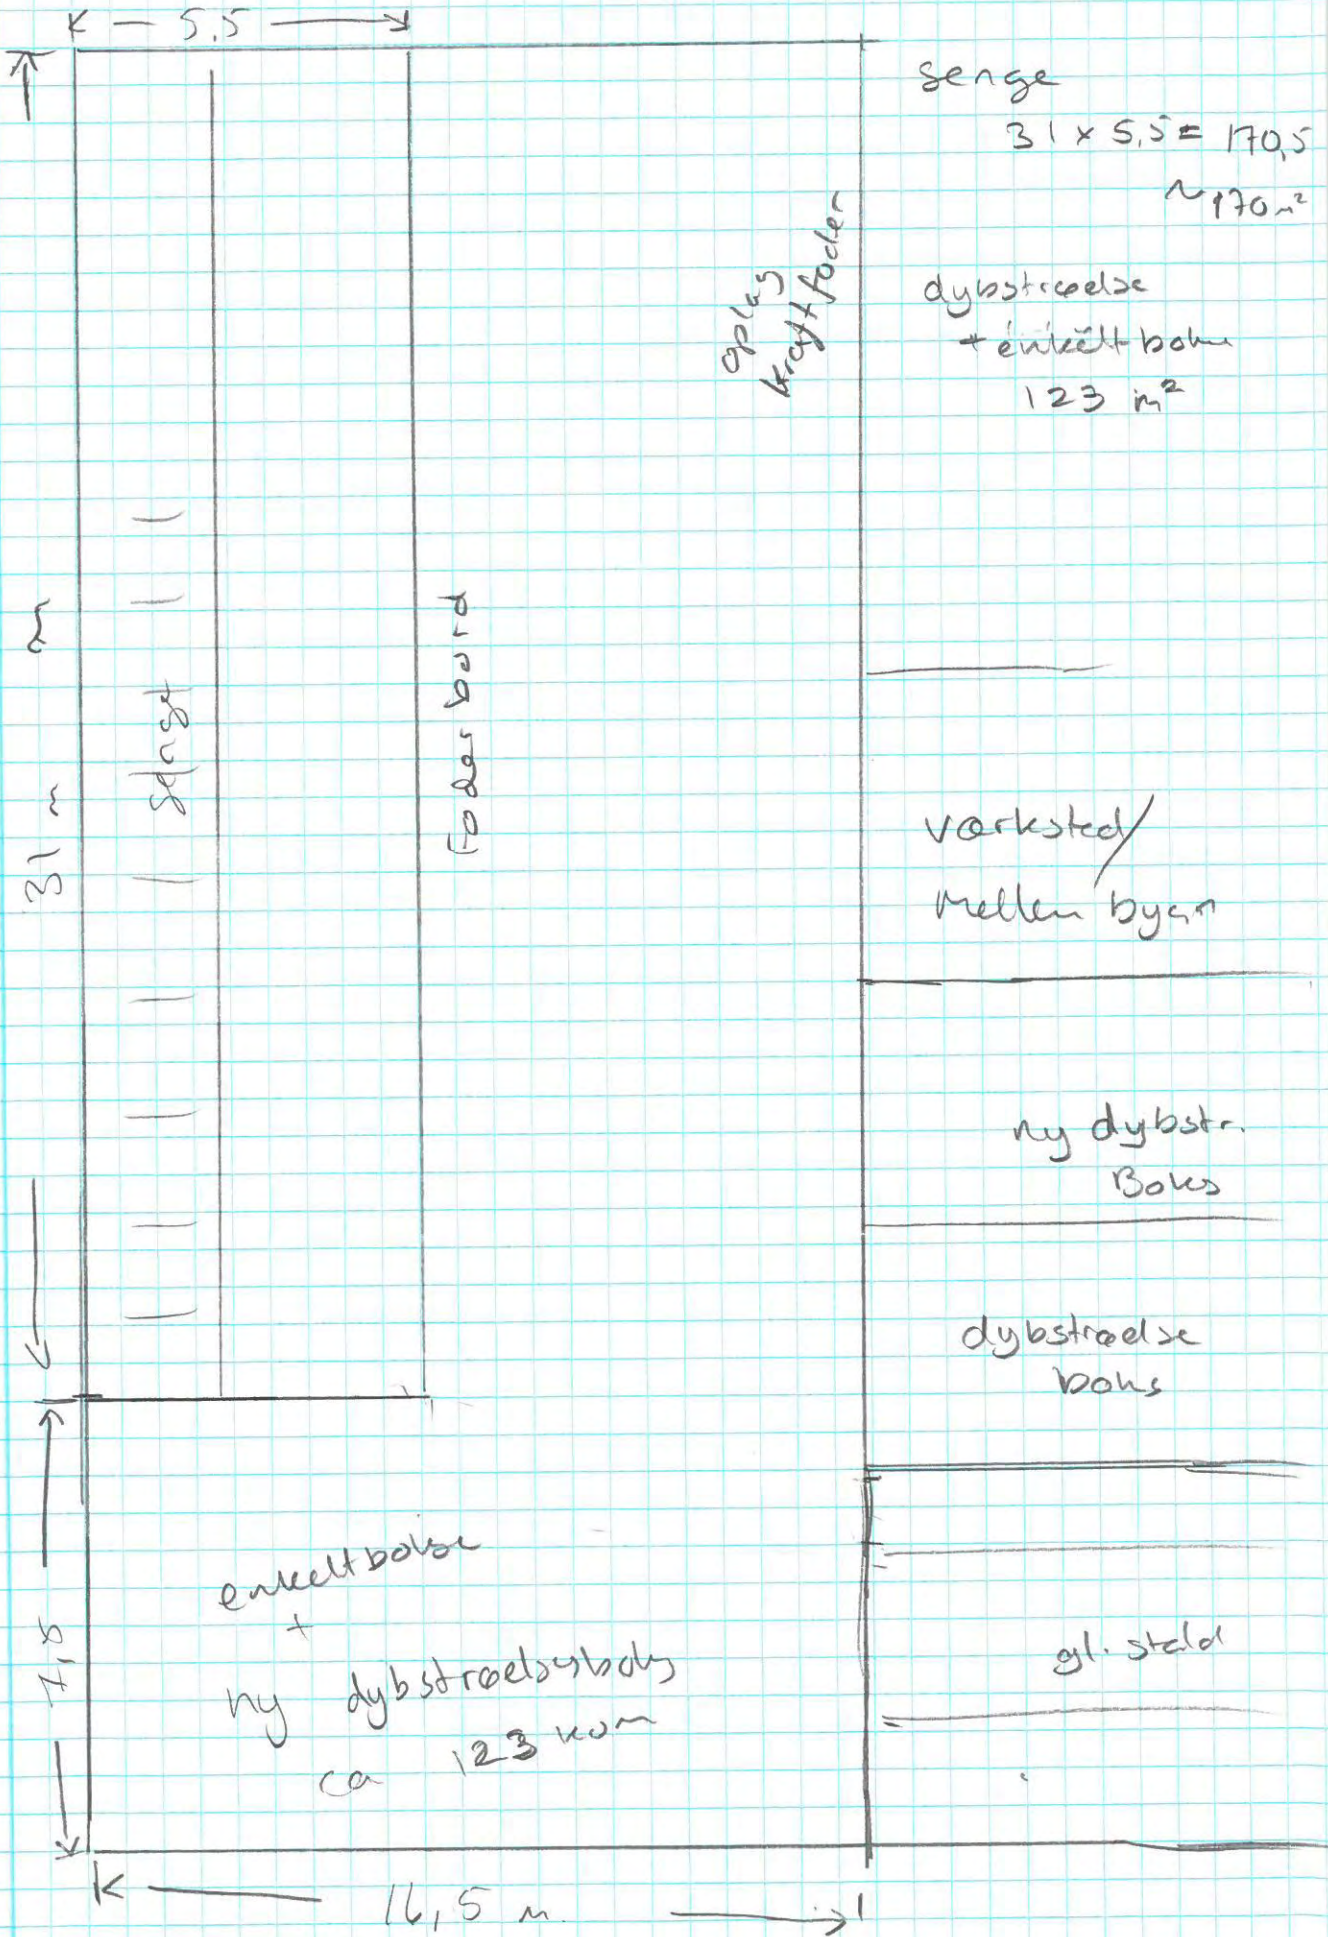 5,5
senge
31 x 5,5 = 170,5
~ 170 m²
oplag
kraftfoder
dybstrøelse
+ enkelt bokse
123 m²
31 m
senge
Foder bord
værksted/
mellem bygn
ny dybstr.
Boks
dybstrøelse
boks
enkelt bokse
+
ny dybstrøelsesboks
ca 123 kvm
7,5
gl. stald
16,5 m.